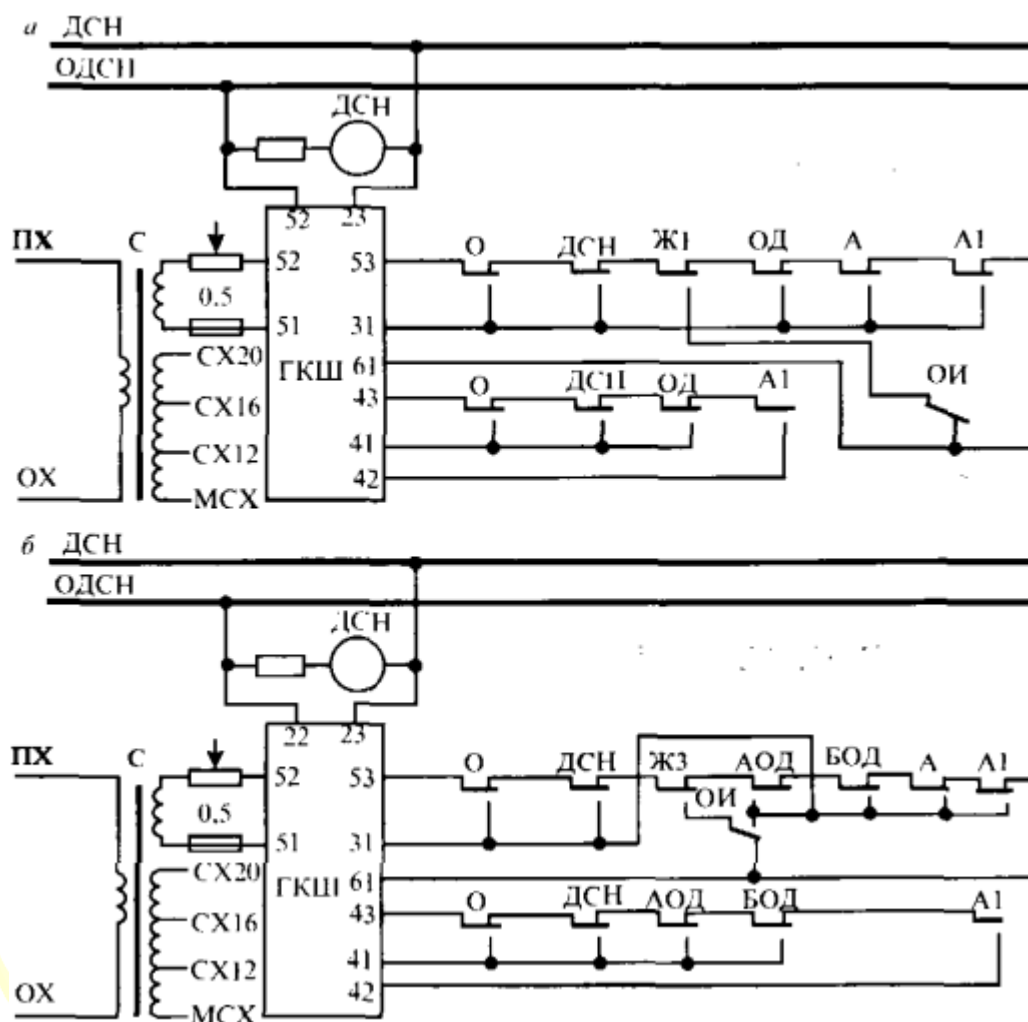 а ДСН
ОДСН
ДСН
52 23
ПХ С 52 53 О ДСН Ж1 ОД А А1
0.5
51 31
СХ20 61
ГКШ ОИ
СХ16 43 О ДСН ОД А1
СХ12 41
ОХ 42
МСХ
б ДСН
ОДСН
ДСН
22 23
ПХ С 52 53 О ДСН Ж3 АОД БОД А А1
ОИ
0,5
51 31
СХ20 ГКШ 61
43 О ДСН АОД БОД А1
СХ16
СХ12 41
ОХ 42
МСХ